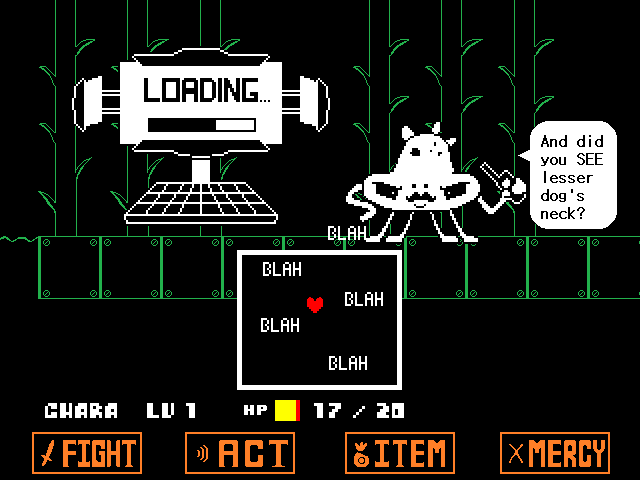 LOADING...
And did
you SEE
lesser
dog's
neck?
BLAH
BLAH
BLAH
BLAH
BLAH
CHARA LV 1 HP 17 / 20
FIGHT ACT ITEM MERCY